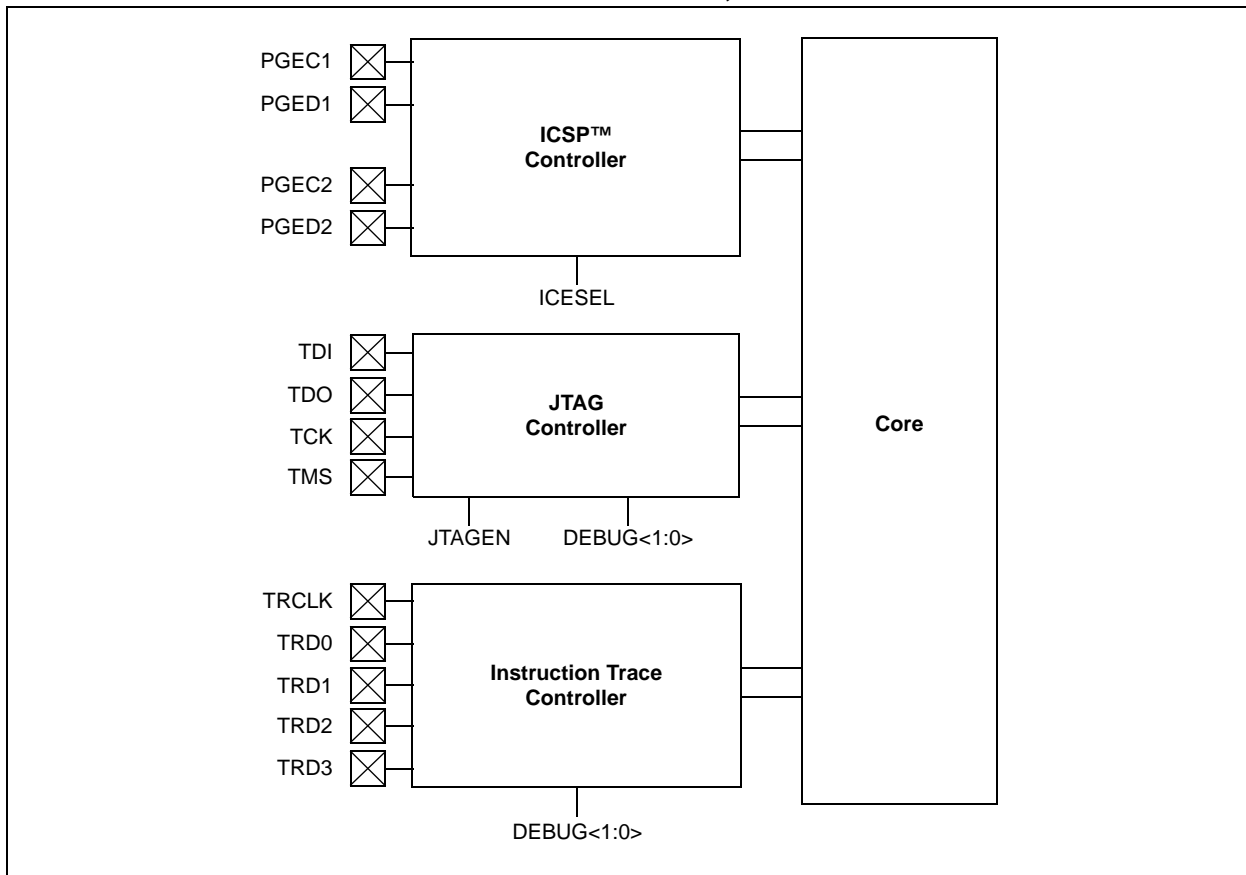 PGEC1
PGED1
ICSP™
Controller
PGEC2
PGED2
ICESEL
TDI
TDO
JTAG
Controller
TCK
TMS
Core
JTAGEN
DEBUG<1:0>
TRCLK
TRD0
Instruction Trace
Controller
TRD1
TRD2
TRD3
DEBUG<1:0>